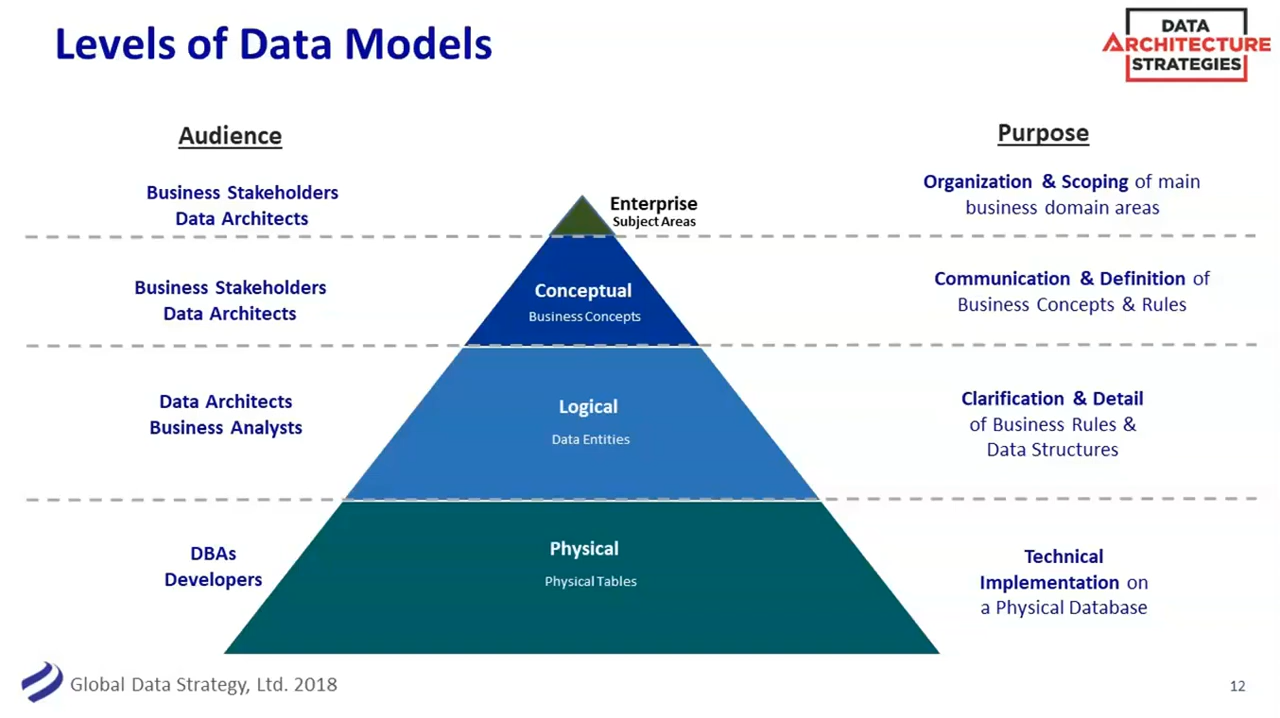 Levels of Data Models
DATA
ARCHITECTURE
STRATEGIES
Audience
Purpose
Business Stakeholders
Data Architects
Enterprise
Subject Areas
Organization & Scoping of main
business domain areas
Business Stakeholders
Data Architects
Conceptual
Business Concepts
Communication & Definition of
Business Concepts & Rules
Data Architects
Business Analysts
Logical
Data Entities
Clarification & Detail
of Business Rules &
Data Structures
DBAs
Developers
Physical
Physical Tables
Technical
Implementation on
a Physical Database
Global Data Strategy, Ltd. 2018
12